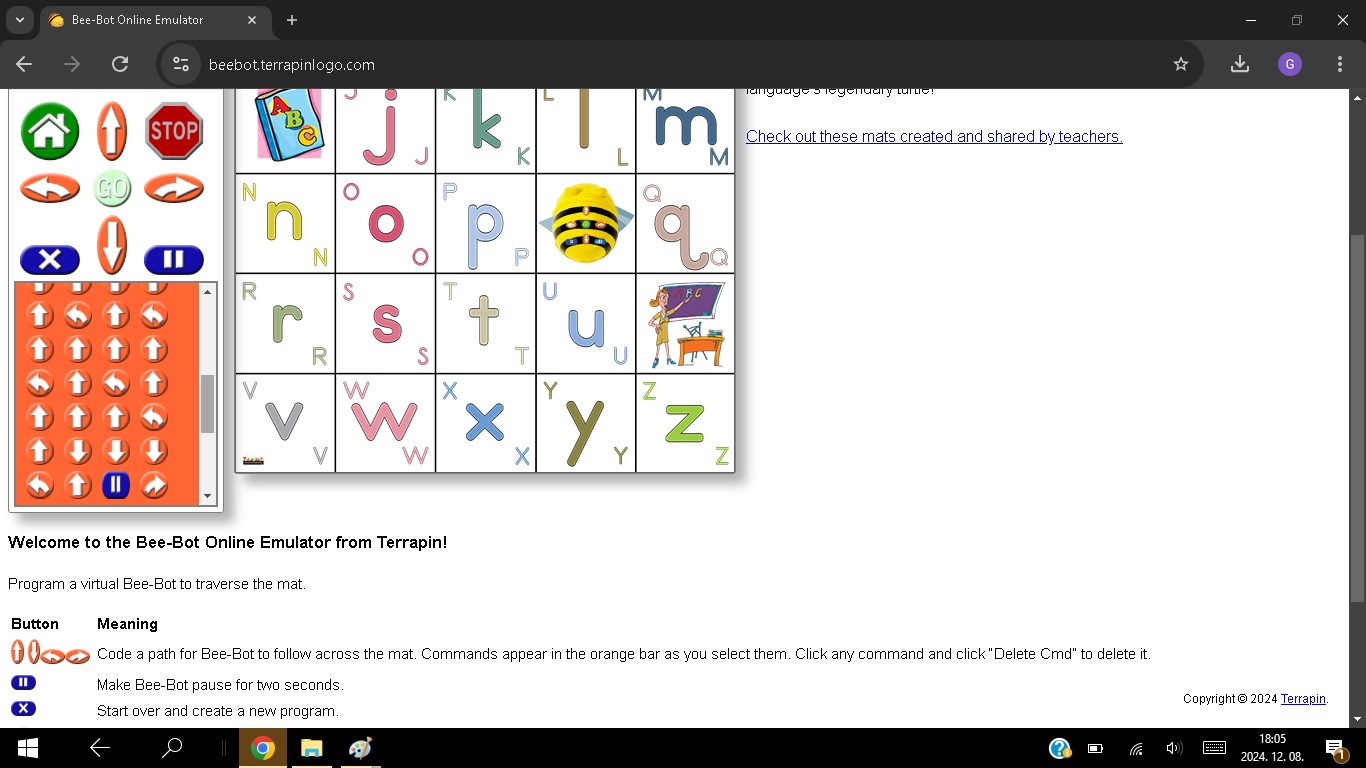 Bee-Bot Online Emulator
beebot.terrapinlogo.com
G
language's legendary turtle!
Check out these mats created and shared by teachers.
STOP
GO
A B C
J j J
K k K
L l L
M m M
N n N
O o O
P p P
Q q Q
R r R
S s S
T t T
U u U
A B C
V v V
W w W
X x X
Y y Y
Z z Z
Welcome to the Bee-Bot Online Emulator from Terrapin!
Program a virtual Bee-Bot to traverse the mat.
Button Meaning
Code a path for Bee-Bot to follow across the mat. Commands appear in the orange bar as you select them. Click any command and click "Delete Cmd" to delete it.
Make Bee-Bot pause for two seconds.
Start over and create a new program.
Copyright © 2024 Terrapin.
18:05
2024. 12. 08.
1